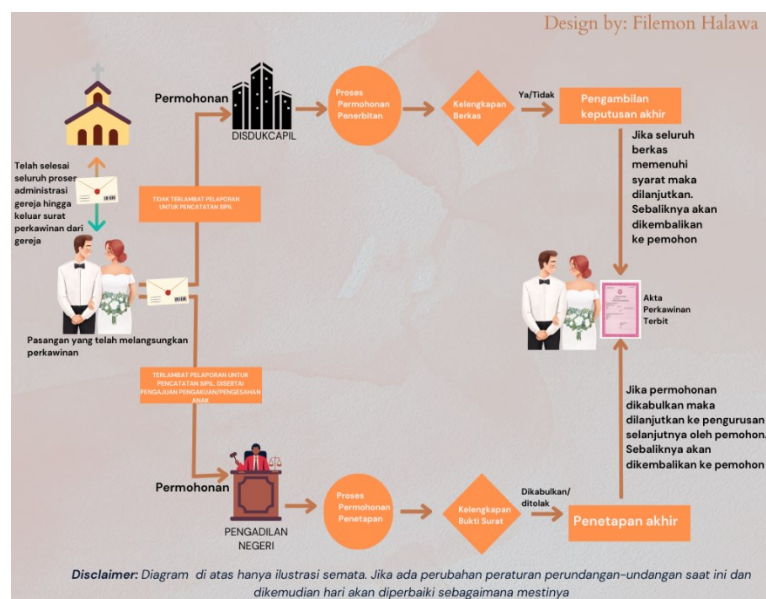 Design by: Filemon Halawa
Permohonan
DISDUKCAPIL
Proses
Permohonan
Penerbitan
Kelengkapan
Berkas
Ya/Tidak
Pengambilan
keputusan akhir
Telah selesai
seluruh proses
administrasi
gereja hingga
keluar surat
perkawinan dari
gereja
TIDAK TERLAMBAT PELAPORAN
UNTUK PENCATATAN SIPIL
Jika seluruh
berkas
memenuhi
syarat maka
dilanjutkan.
Sebaliknya akan
dikembalikan
ke pemohon
Pasangan yang telah melangsungkan
perkawinan
Akta
Perkawinan
Terbit
TERLAMBAT PELAPORAN UNTUK
PENCATATAN SIPIL, DISERTAI
PENGAJUAN PENGAKUAN/PENGESAHAN
ANAK
Jika permohonan
dikabulkan maka
dilanjutkan ke pengurusan
selanjutnya oleh pemohon.
Sebaliknya akan
dikembalikan ke pemohon
Permohonan
PENGADILAN
NEGERI
Proses
Permohonan
Penetapan
Kelengkapan
Bukti Surat
Dikabulkan/
ditolak
Penetapan akhir
Disclaimer: Diagram di atas hanya ilustrasi semata. Jika ada perubahan peraturan perundangan-undangan saat ini dan
dikemudian hari akan diperbaiki sebagaimana mestinya